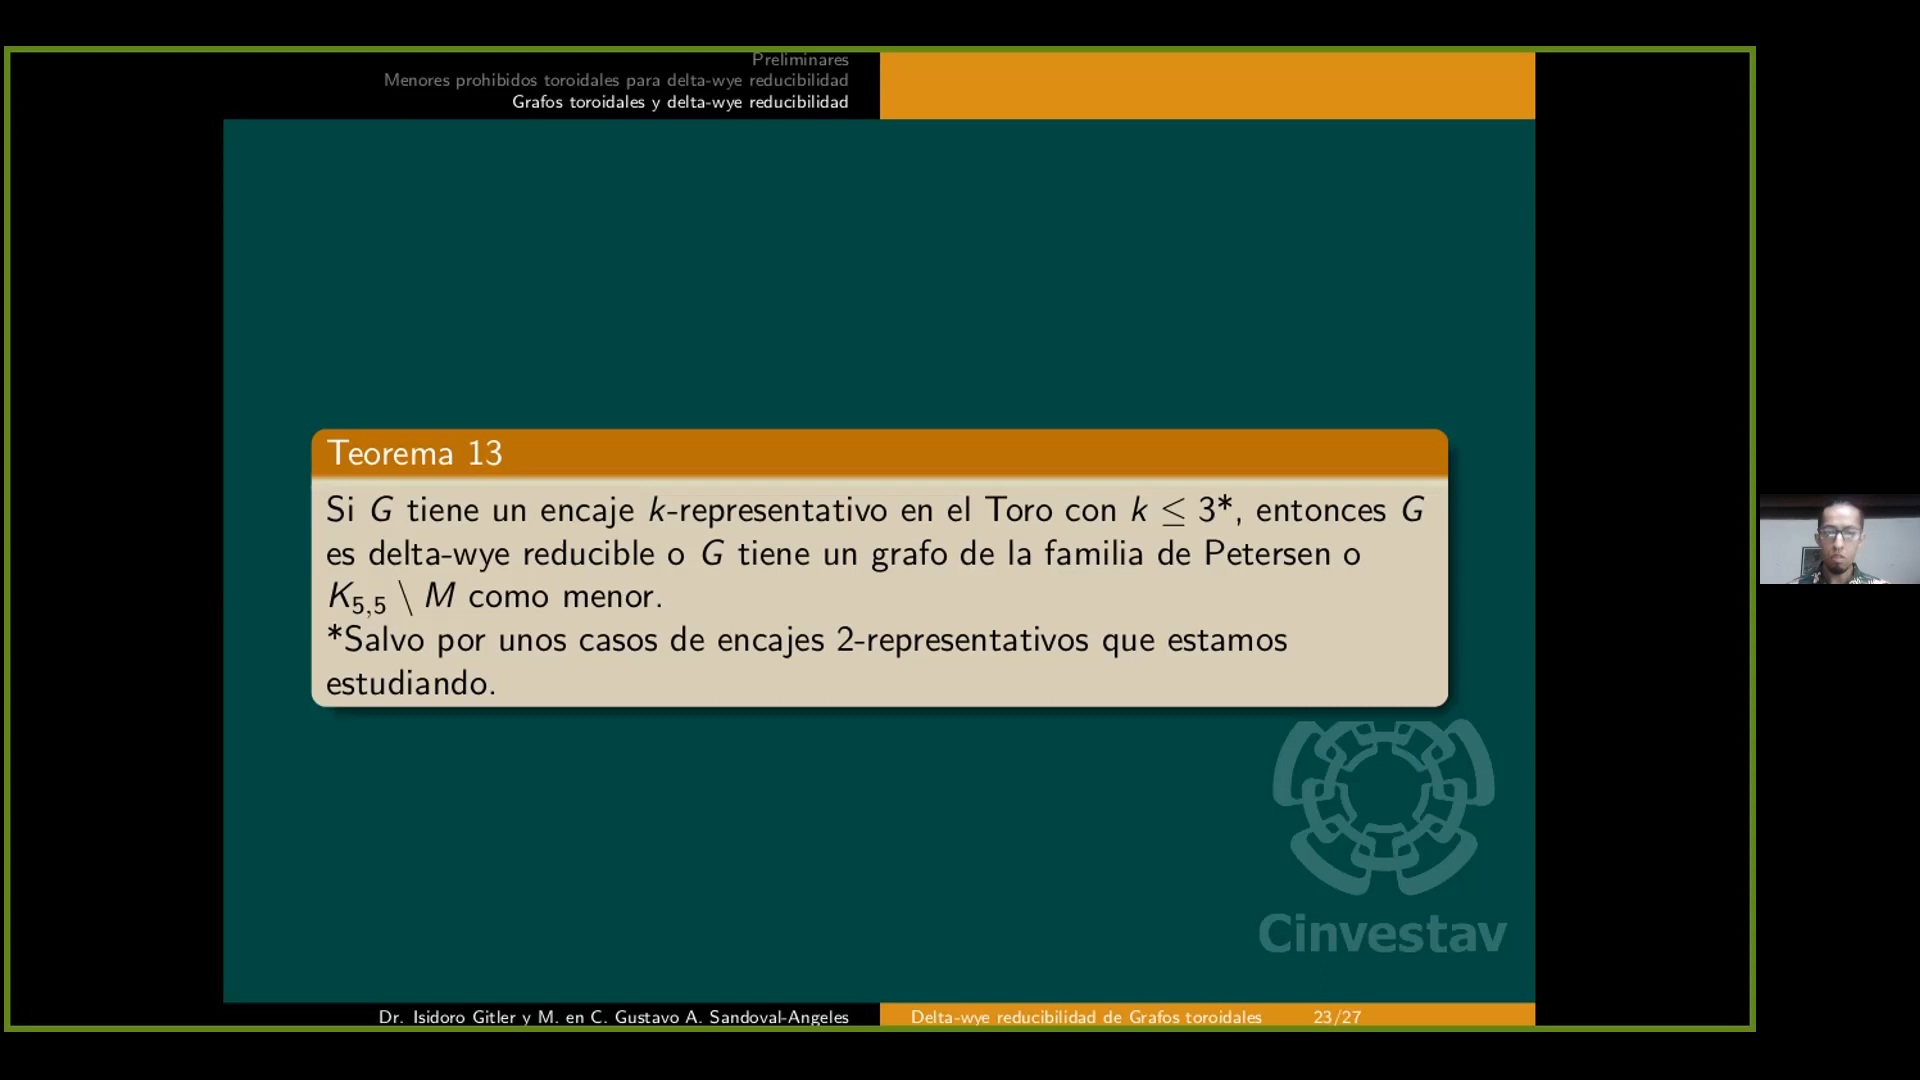 Preliminares
Menores prohibidos toroidales para delta-wye reducibilidad
Grafos toroidales y delta-wye reducibilidad
Teorema 13
Si G tiene un encaje k-representativo en el Toro con k ≤ 3*, entonces G
es delta-wye reducible o G tiene un grafo de la familia de Petersen o
K5,5 \ M como menor.
*Salvo por unos casos de encajes 2-representativos que estamos
estudiando.
Cinvestav
Dr. Isidoro Gitler y M. en C. Gustavo A. Sandoval-Angeles
Delta-wye reducibilidad de Grafos toroidales 23/27